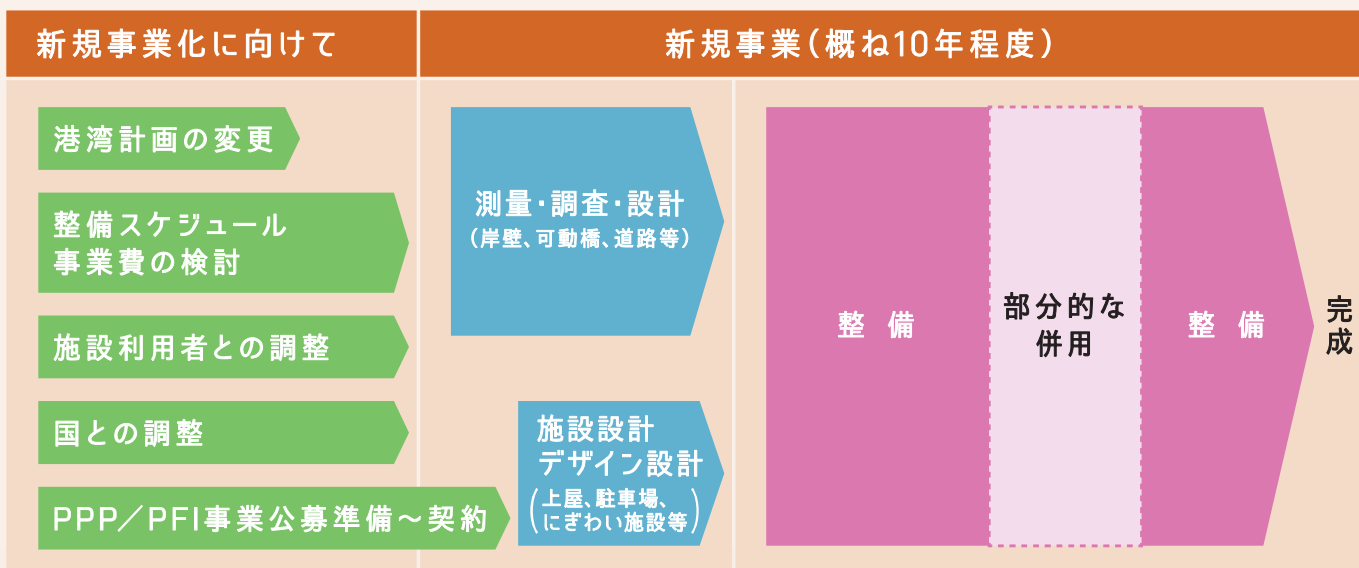 新規事業化に向けて
新規事業(概ね10年程度)
港湾計画の変更
整備スケジュール
事業費の検討
施設利用者との調整
国との調整
PPP/PFI事業公募準備〜契約
測量・調査・設計
(岸壁、可動橋、道路等)
施設設計
デザイン設計
(上屋、駐車場、
にぎわい施設等)
整備
部分的な
併用
整備
完成